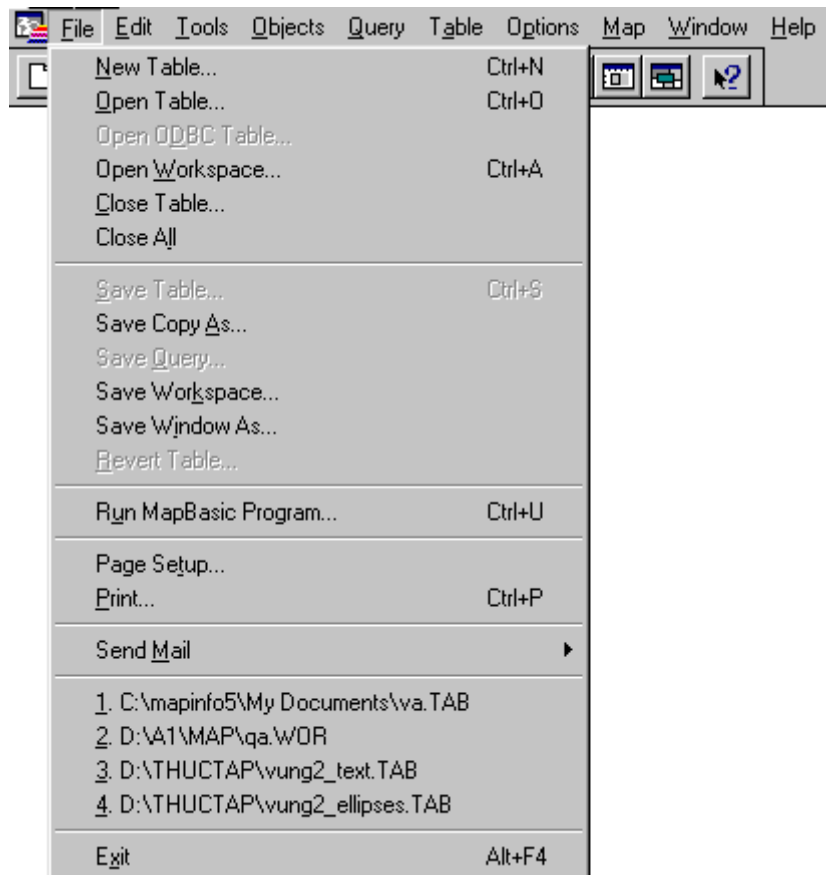 File Edit Tools Objects Query Table Options Map Window Help
New Table... Ctrl+N
Open Table... Ctrl+O
Open ODBC Table...
Open Workspace... Ctrl+A
Close Table...
Close All
Save Table... Ctrl+S
Save Copy As...
Save Query...
Save Workspace...
Save Window As...
Revert Table...
Run MapBasic Program... Ctrl+U
Page Setup...
Print... Ctrl+P
Send Mail
1. C:\mapinfo5\My Documents\va.TAB
2. D:\A1\MAP\qa.WOR
3. D:\THUCTAP\vung2_text.TAB
4. D:\THUCTAP\vung2_ellipses.TAB
Exit Alt+F4